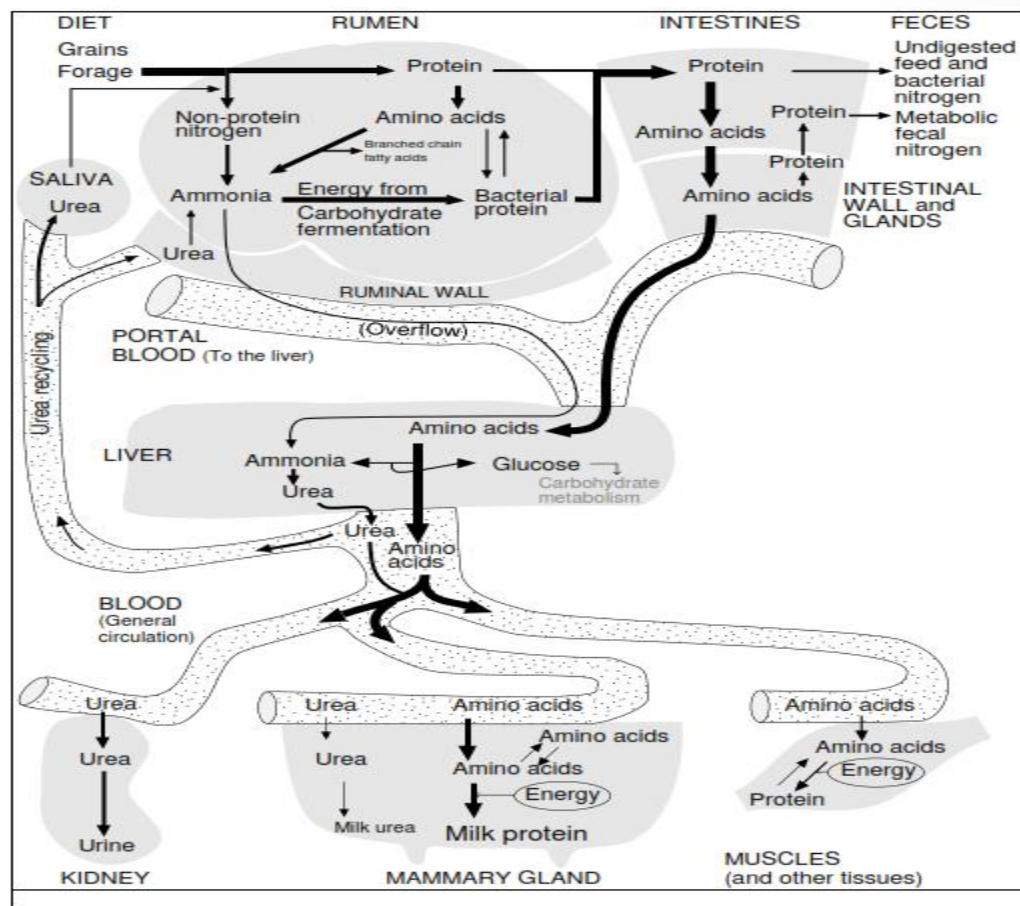 DIET
Grains
Forage
RUMEN
INTESTINES
FECES
Protein
Non-protein
nitrogen
Amino acids
Branched chain
fatty acids
Ammonia
Energy from
Carbohydrate
fermentation
Bacterial
protein
Urea
RUMINAL WALL
Protein
Amino acids
Protein
Protein
Amino acids
Undigested
feed and
bacterial
nitrogen
Metabolic
fecal
nitrogen
INTESTINAL
WALL and
GLANDS
SALIVA
Urea
Urea recycling
PORTAL
BLOOD (To the liver)
(Overflow)
LIVER
Amino acids
Ammonia
Glucose
Carbohydrate
metabolism
Urea
Urea
Amino
acids
BLOOD
(General
circulation)
Urea
Urea
Urine
KIDNEY
Urea
Amino acids
Urea
Amino acids
Amino acids
Energy
Milk urea
Milk protein
MAMMARY GLAND
Amino acids
Amino acids
Energy
Protein
MUSCLES
(and other tissues)